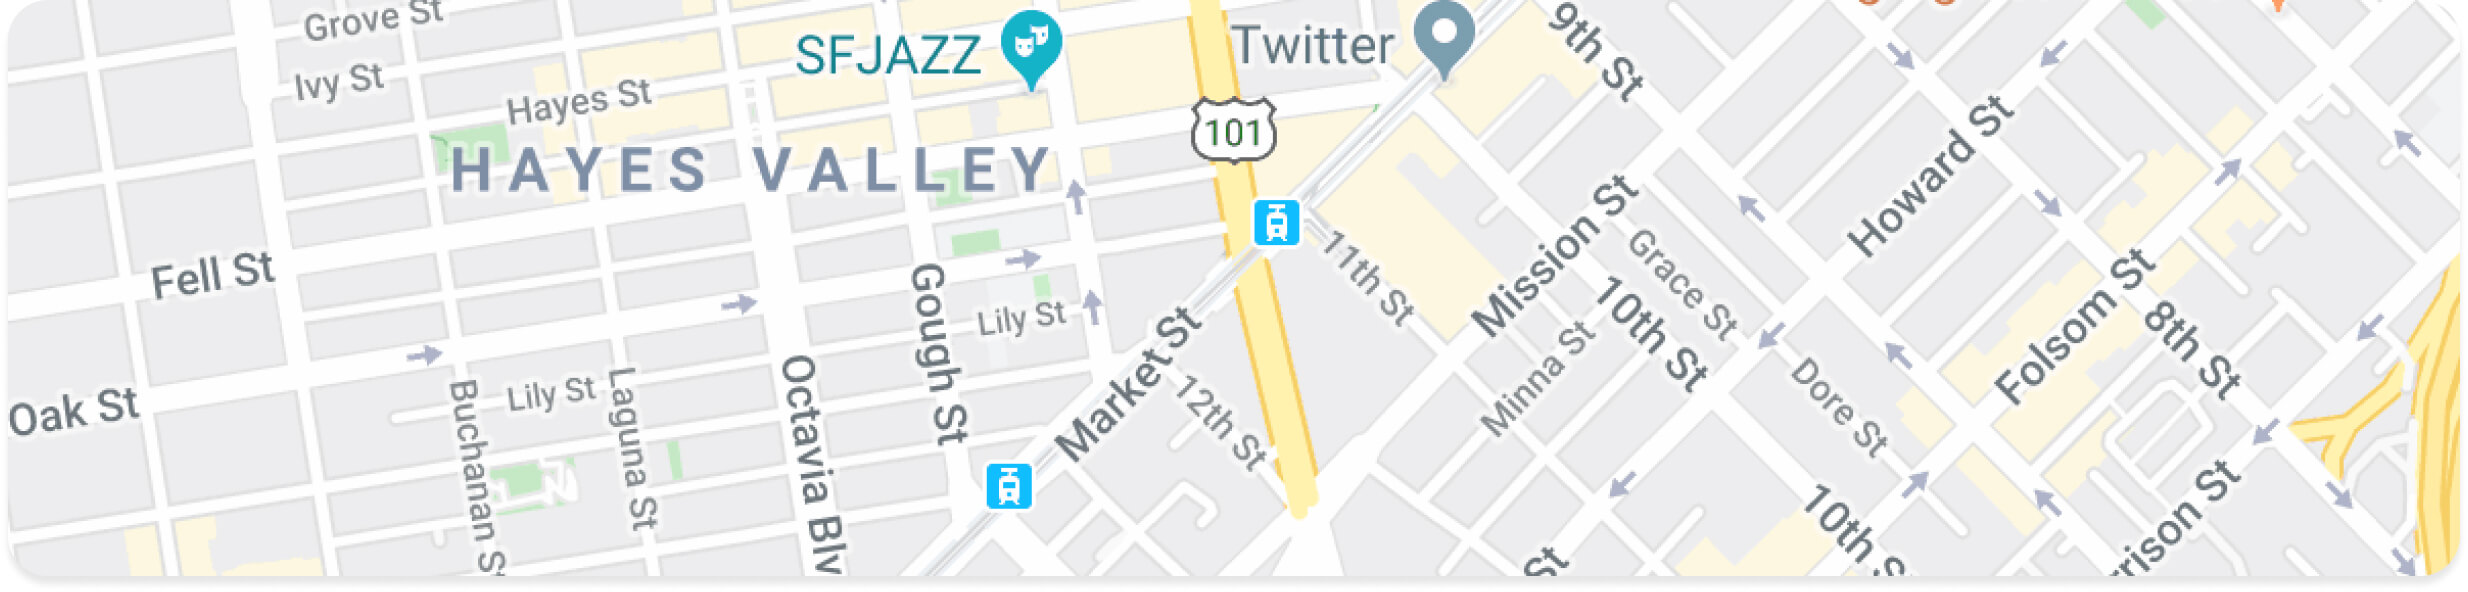 Grove St
Ivy St
Hayes St
SFJAZZ
Twitter
101
9th St
HAYES VALLEY
Howard St
Mission St
Grace St
11th St
10th St
Fell St
Gough St
Lily St
Market St
Minna St
Folsom St
8th St
Dore St
Oak St
Lily St
Buchanan St
Laguna St
Octavia Blv
12th St
10th S
rrison St
St